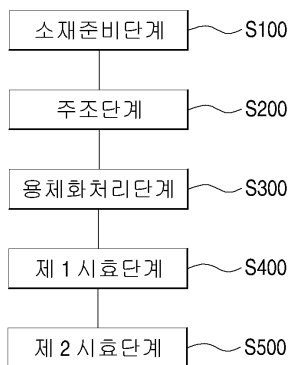 소재준비단계 S100
주조단계 S200
용체화처리단계 S300
제 1 시효단계 S400
제 2 시효단계 S500